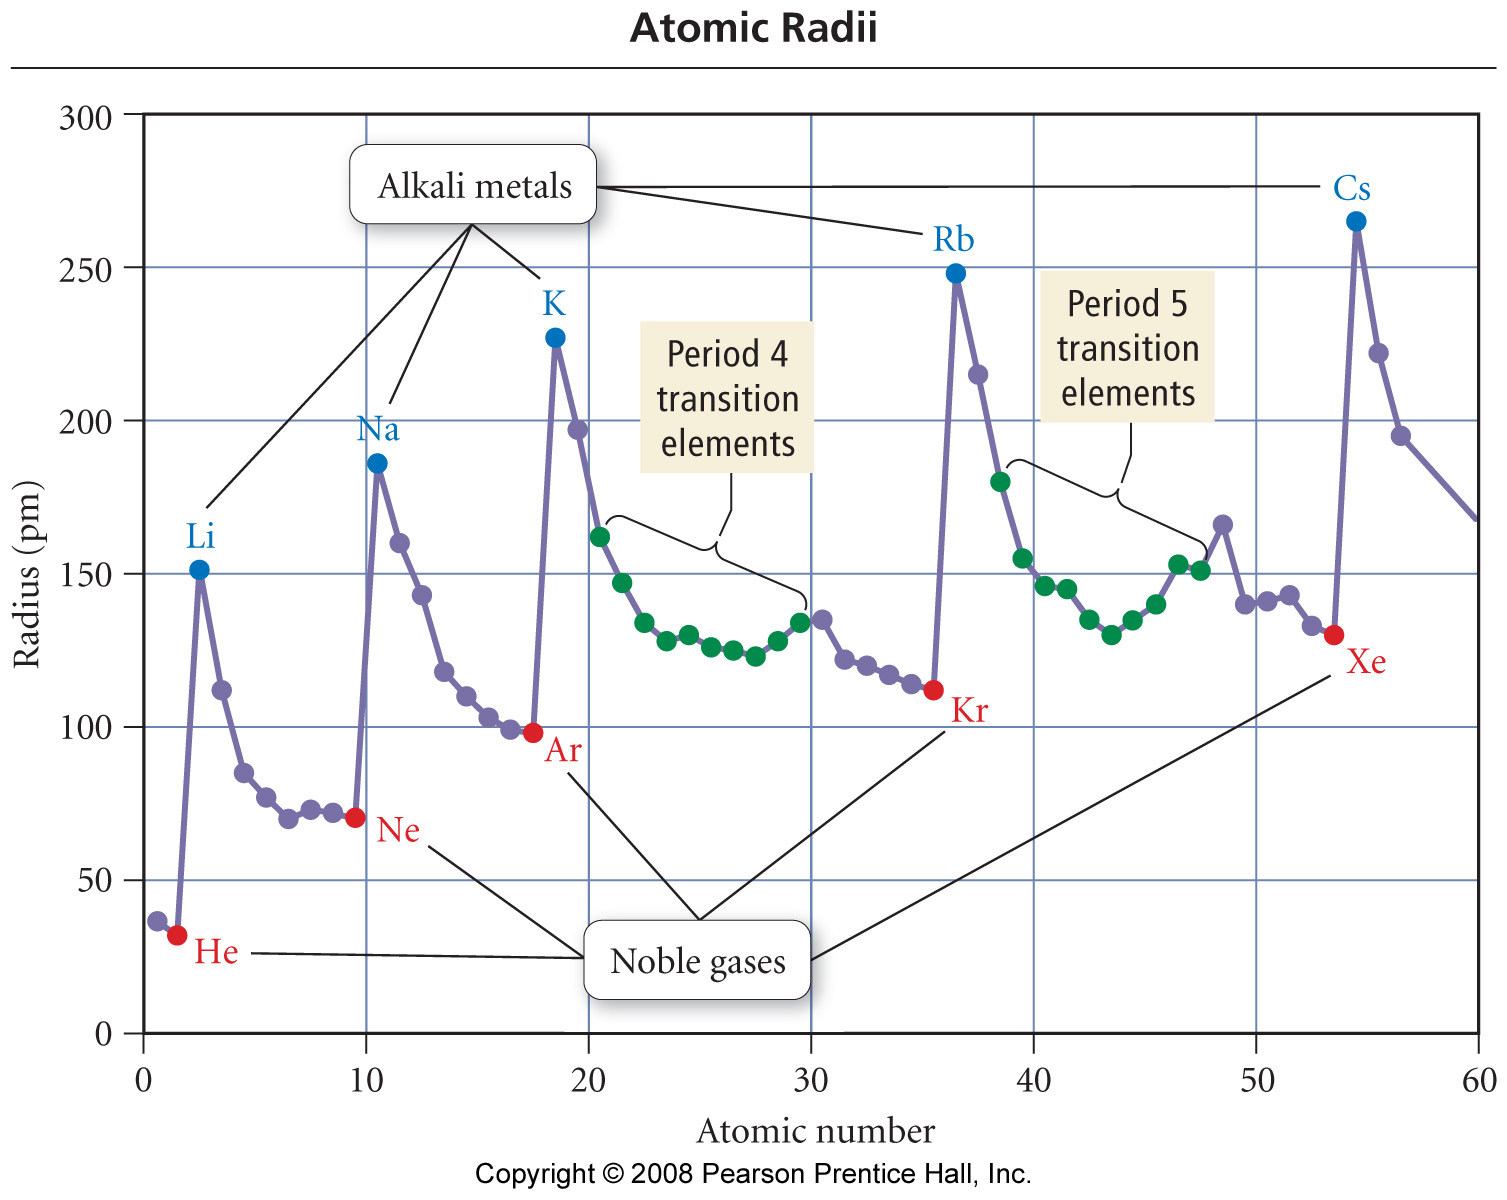 Atomic Radii
300
250
200
150
100
50
0
Radius (pm)
Alkali metals
Cs
Rb
K
Period 5
transition
elements
Period 4
transition
elements
Na
Li
Xe
Kr
Ar
Ne
He
Noble gases
0 10 20 30 40 50 60
Atomic number
Copyright © 2008 Pearson Prentice Hall, Inc.